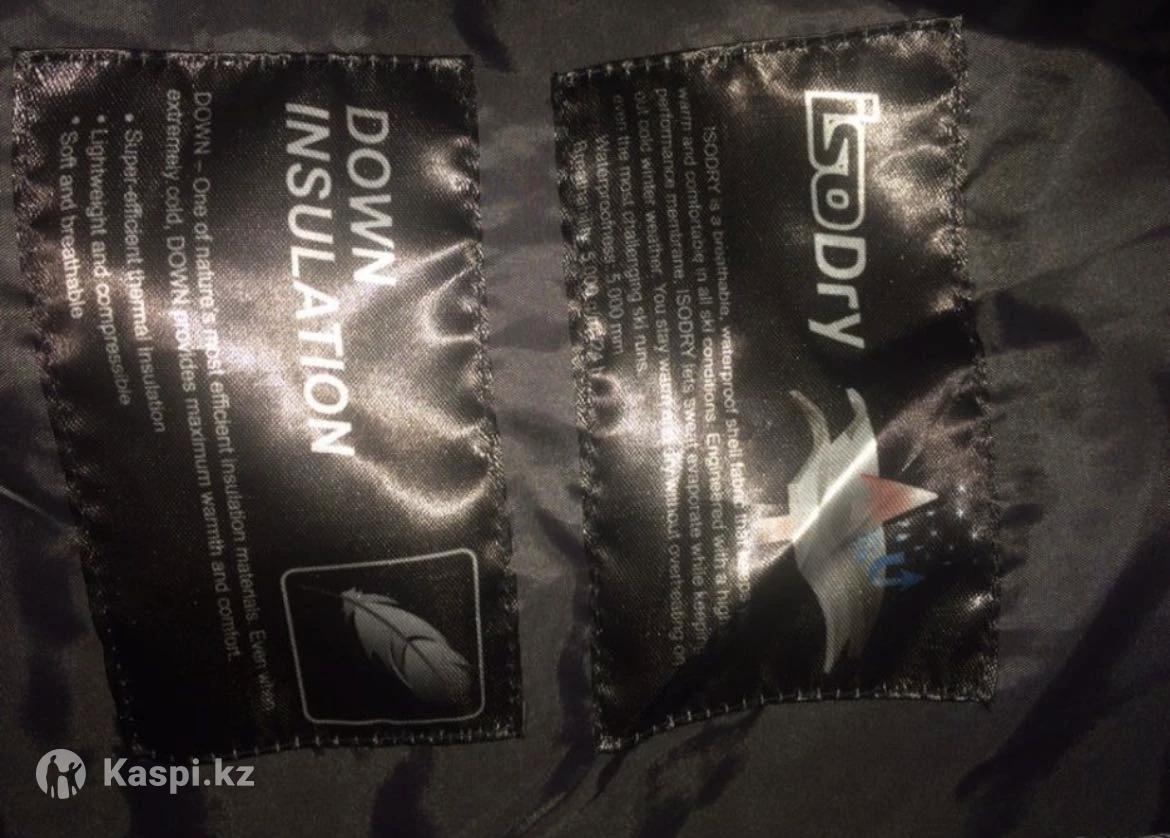 isoDry
ISODRY is a breathable, waterproof shell fabric
warm and comfortable in all ski conditions. Engineered with a high
performance membrane, ISODRY lets sweat evaporate while keeping
out cold winter weather. You stay warm and dry without overheating on
even the most challenging ski runs.
Waterproofness: 5.000 mm
DOWN
INSULATION
DOWN – One of nature's most efficient insulation materials. Even when
extremely cold, DOWN provides maximum warmth and comfort.
• Super-efficient thermal insulation
• Lightweight and compressible
• Soft and breathable
Kaspi.kz